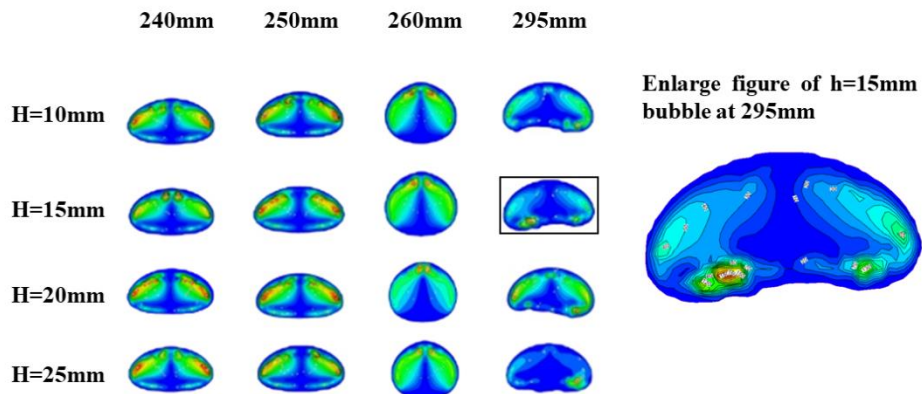 240mm 250mm 260mm 295mm
Enlarge figure of h=15mm
bubble at 295mm
H=10mm
H=15mm
H=20mm
H=25mm